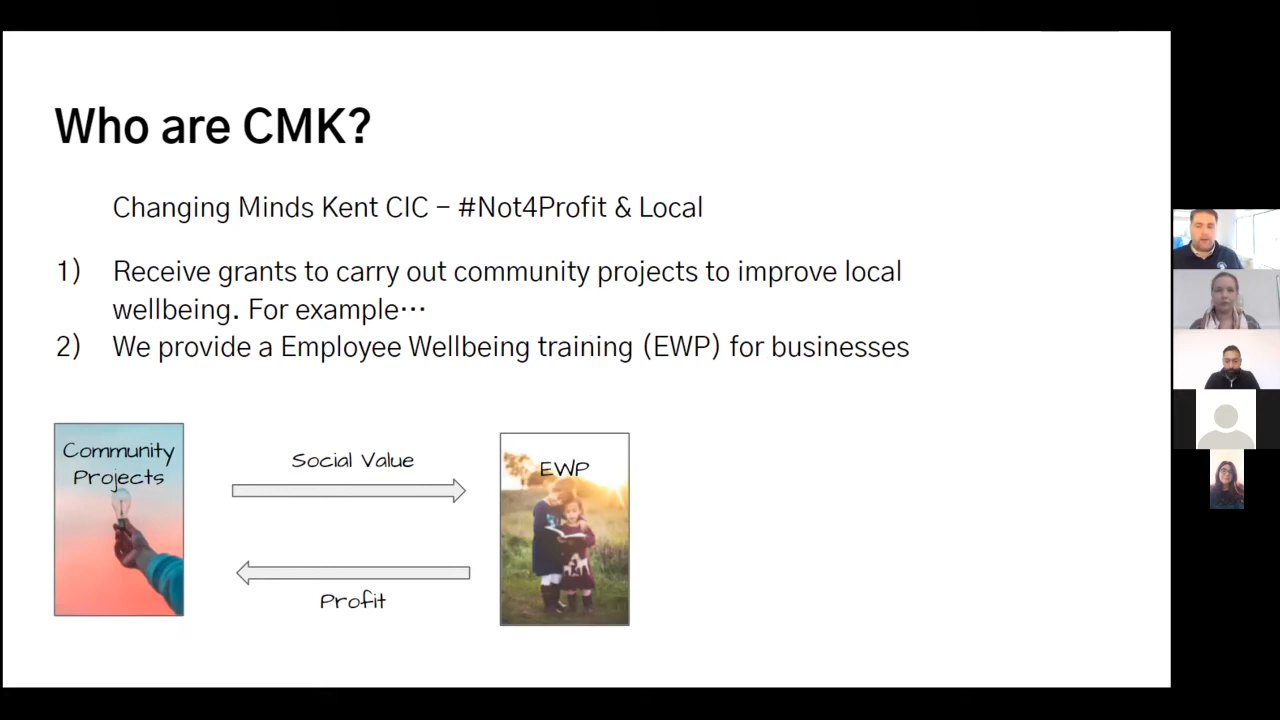 Who are CMK?
Changing Minds Kent CIC – #Not4Profit & Local
1) Receive grants to carry out community projects to improve local
wellbeing. For example…
2) We provide a Employee Wellbeing training (EWP) for businesses
Community
Projects
Social Value
EWP
Profit